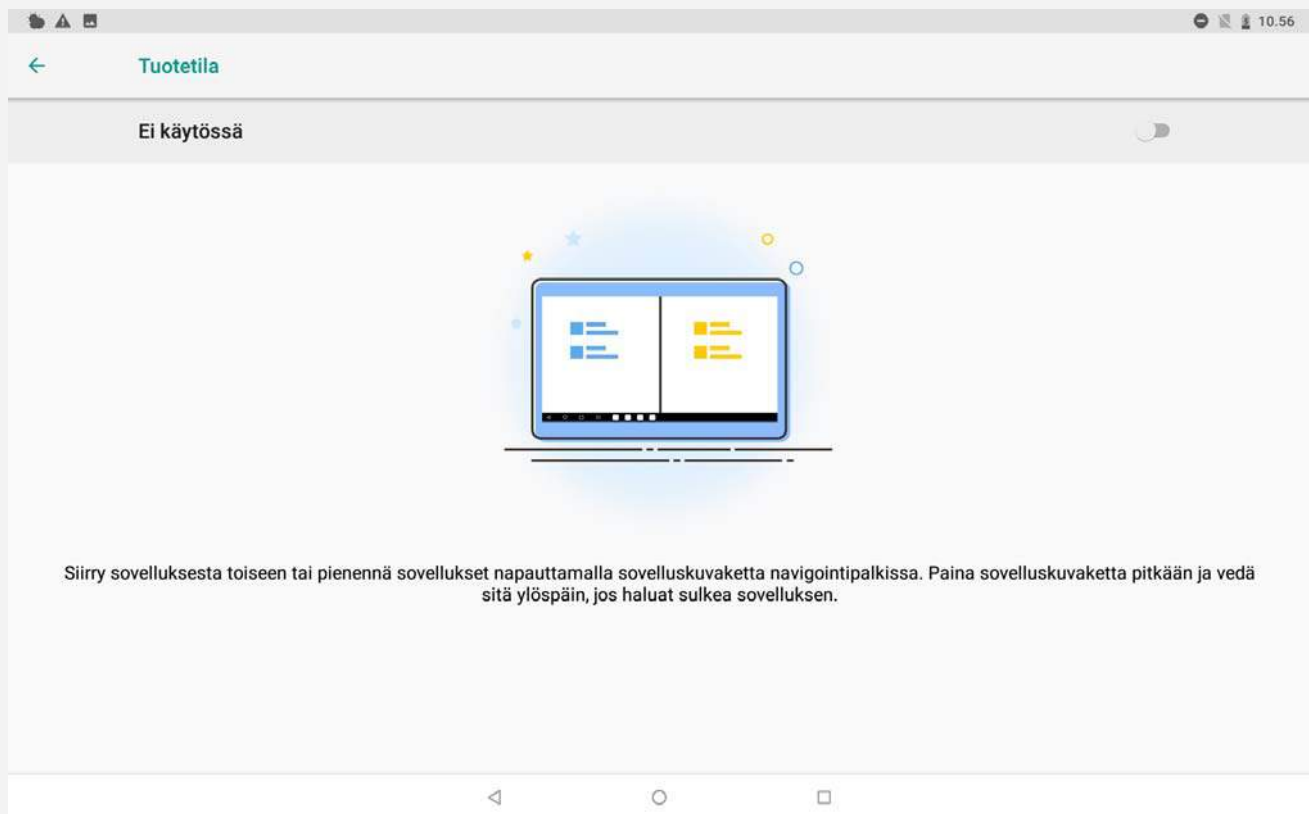 10.56
Tuotetila
Ei käytössä
Siirry sovelluksesta toiseen tai pienennä sovellukset napauttamalla sovelluskuvaketta navigointipalkissa. Paina sovelluskuvaketta pitkään ja vedä
sitä ylöspäin, jos haluat sulkea sovelluksen.